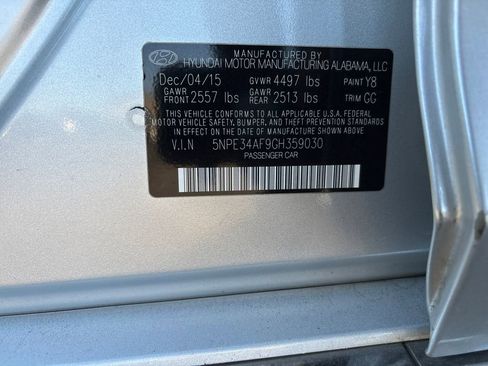 MANUFACTURED BY
HYUNDAI MOTOR MANUFACTURING ALABAMA, LLC
Dec/04/15 GVWR 4497 lbs PAINT Y8
GAWR FRONT 2557 lbs GAWR REAR 2513 lbs TRIM GG
THIS VEHICLE CONFORMS TO ALL APPLICABLE U.S.A. FEDERAL
MOTOR VEHICLE SAFETY, BUMPER, AND THEFT PREVENTION
STANDARDS IN EFFECT ON THE DATE OF MANUFACTURE SHOWN ABOVE.
V.I.N 5NPE34AF9GH359030
PASSENGER CAR